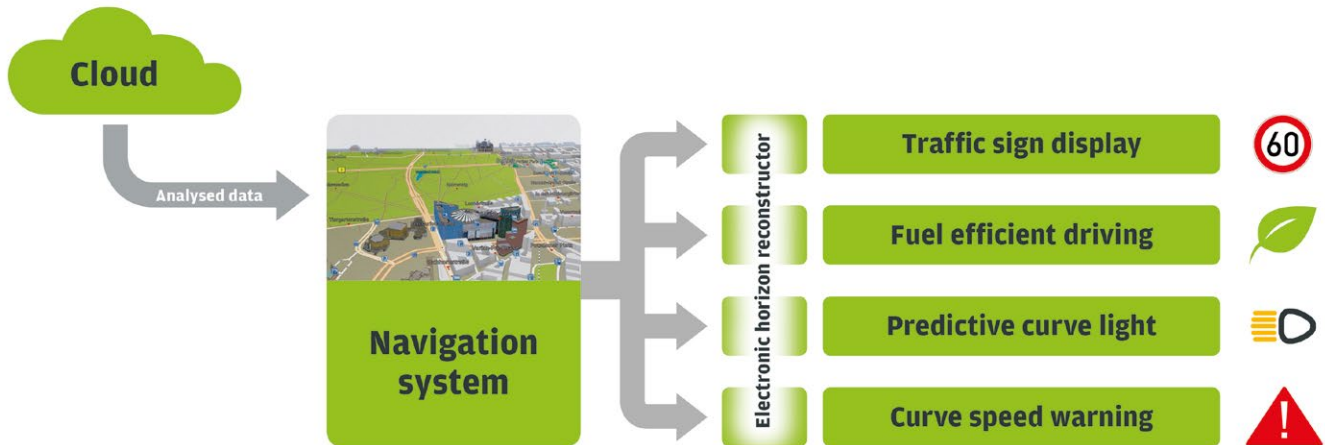 Cloud
Analysed data
Navigation
system
Electronic horizon reconstructor
Traffic sign display
60
Fuel efficient driving
Predictive curve light
Curve speed warning
!